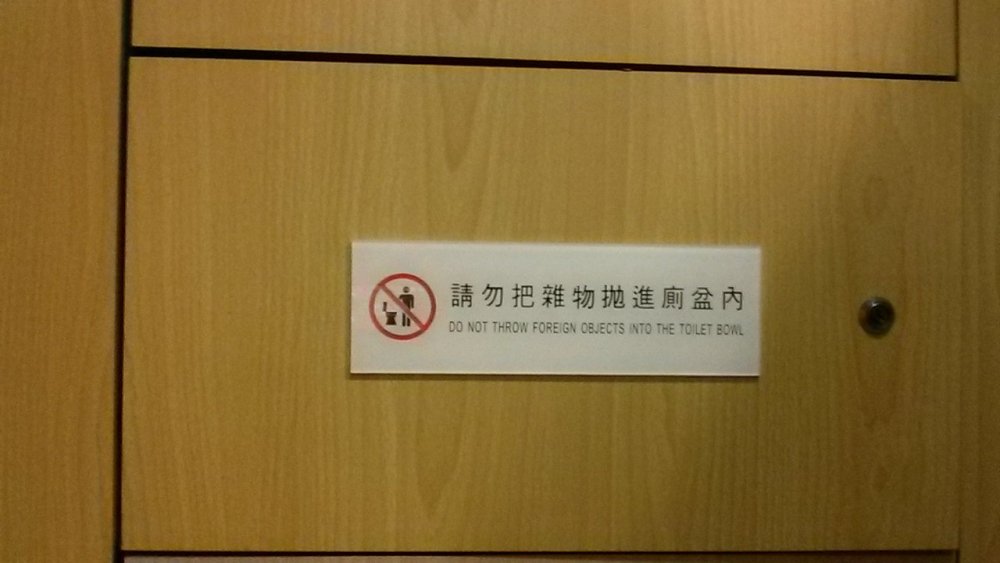 請勿把雜物拋進廁盆內
DO NOT THROW FOREIGN OBJECTS INTO THE TOILET BOWL